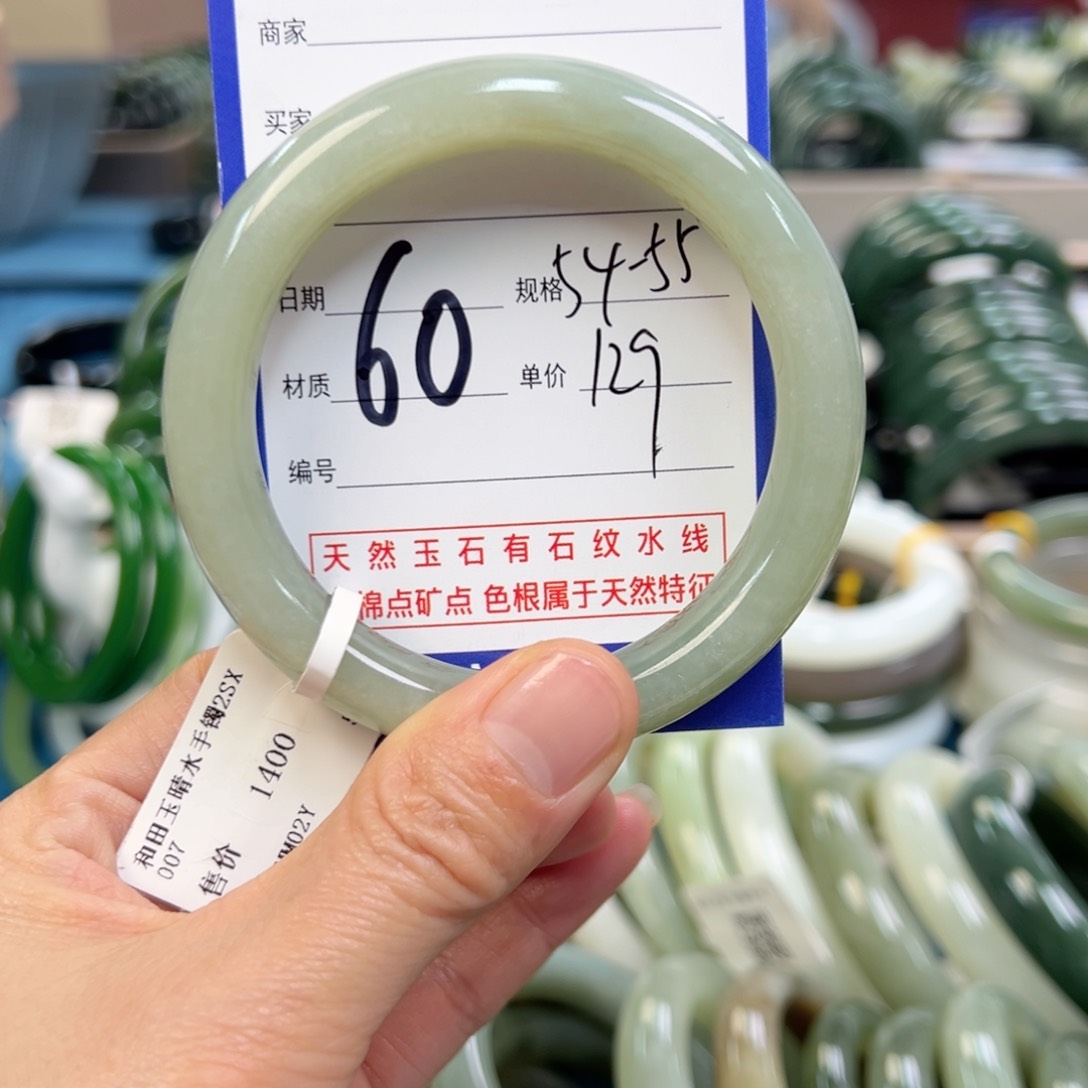 商家
买家
日期 60 规格 54-55
材质 单价 129
编号
天然玉石有石纹水线
棉点矿点 色根属于天然特征
和田玉晴水手镯2SX
007
售价 1400
M02Y